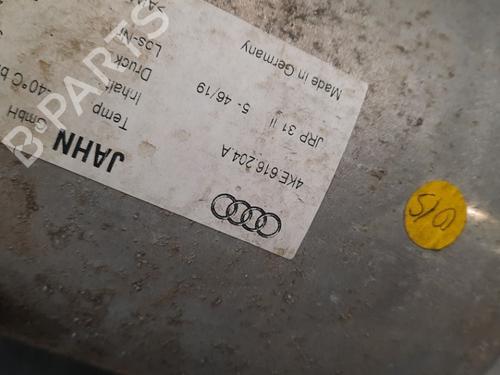 4KE 616 204 A
JRP 31 II 5. 46/19
Made in Germany
JAHN GmbH
Temp -40°C b
Inhalt
Druck
Los-Nr
B-PARTS